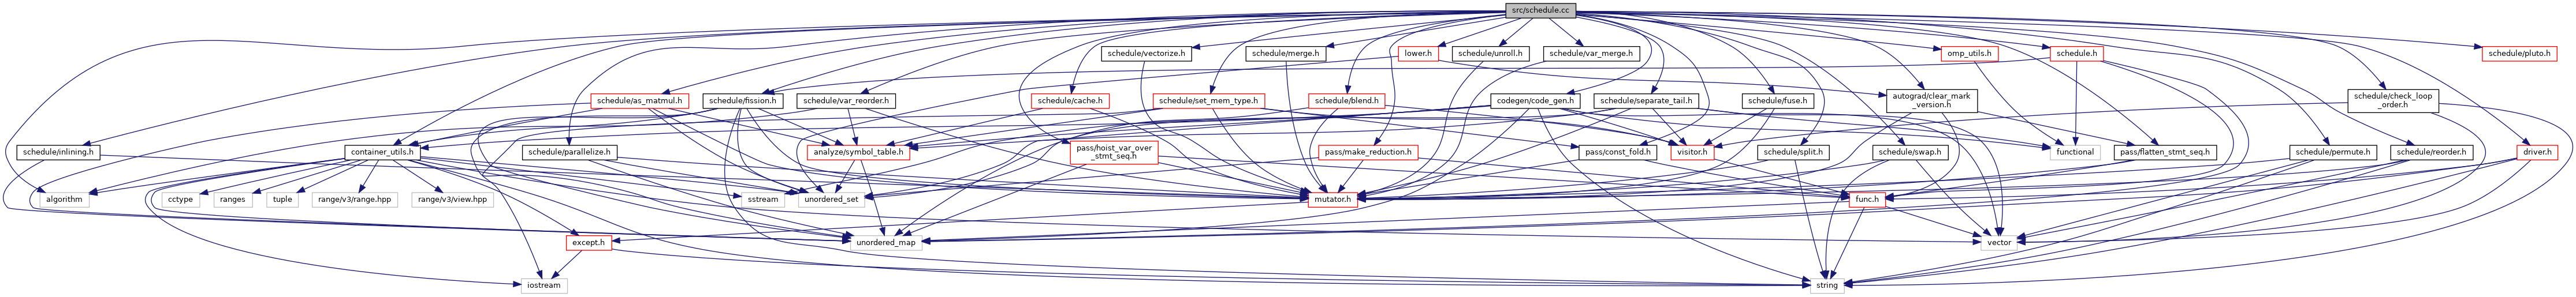 src/schedule.cc
schedule/vectorize.h
schedule/merge.h
lower.h
schedule/unroll.h
schedule/var_merge.h
omp_utils.h
schedule.h
schedule/pluto.h
schedule/as_matmul.h
schedule/fission.h
schedule/var_reorder.h
schedule/cache.h
schedule/set_mem_type.h
schedule/blend.h
codegen/code_gen.h
schedule/separate_tail.h
schedule/fuse.h
autograd/clear_mark
_version.h
schedule/check_loop
_order.h
schedule/inlining.h
container_utils.h
schedule/parallelize.h
analyze/symbol_table.h
pass/hoist_var_over
_stmt_seq.h
pass/make_reduction.h
pass/const_fold.h
visitor.h
schedule/split.h
schedule/swap.h
functional
pass/flatten_stmt_seq.h
schedule/permute.h
schedule/reorder.h
driver.h
algorithm
cctype
ranges
tuple
range/v3/range.hpp
range/v3/view.hpp
sstream
unordered_set
mutator.h
func.h
except.h
unordered_map
vector
iostream
string